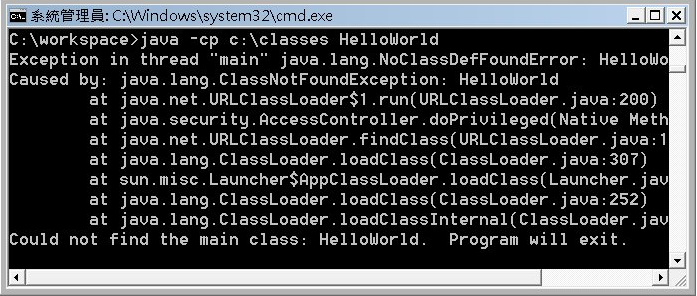 系統管理員: C:\Windows\system32\cmd.exe
C:\workspace>java -cp c:\classes HelloWorld
Exception in thread "main" java.lang.NoClassDefFoundError: HelloWo
Caused by: java.lang.ClassNotFoundException: HelloWorld
at java.net.URLClassLoader$1.run(URLClassLoader.java:200)
at java.security.AccessController.doPrivileged(Native Meth
at java.net.URLClassLoader.findClass(URLClassLoader.java:1
at java.lang.ClassLoader.loadClass(ClassLoader.java:307)
at sun.misc.Launcher$AppClassLoader.loadClass(Launcher.jav
at java.lang.ClassLoader.loadClass(ClassLoader.java:252)
at java.lang.ClassLoader.loadClassInternal(ClassLoader.jav
Could not find the main class: HelloWorld.  Program will exit.